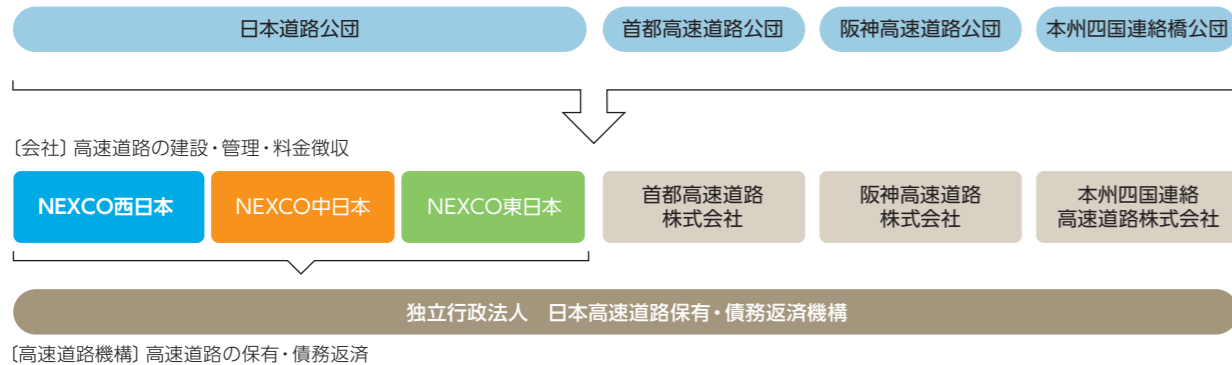 日本道路公団
首都高速道路公団
阪神高速道路公団
本州四国連絡橋公団
〔会社〕高速道路の建設・管理・料金徴収
NEXCO西日本
NEXCO中日本
NEXCO東日本
首都高速道路
株式会社
阪神高速道路
株式会社
本州四国連絡
高速道路株式会社
独立行政法人　日本高速道路保有・債務返済機構
〔高速道路機構〕高速道路の保有・債務返済